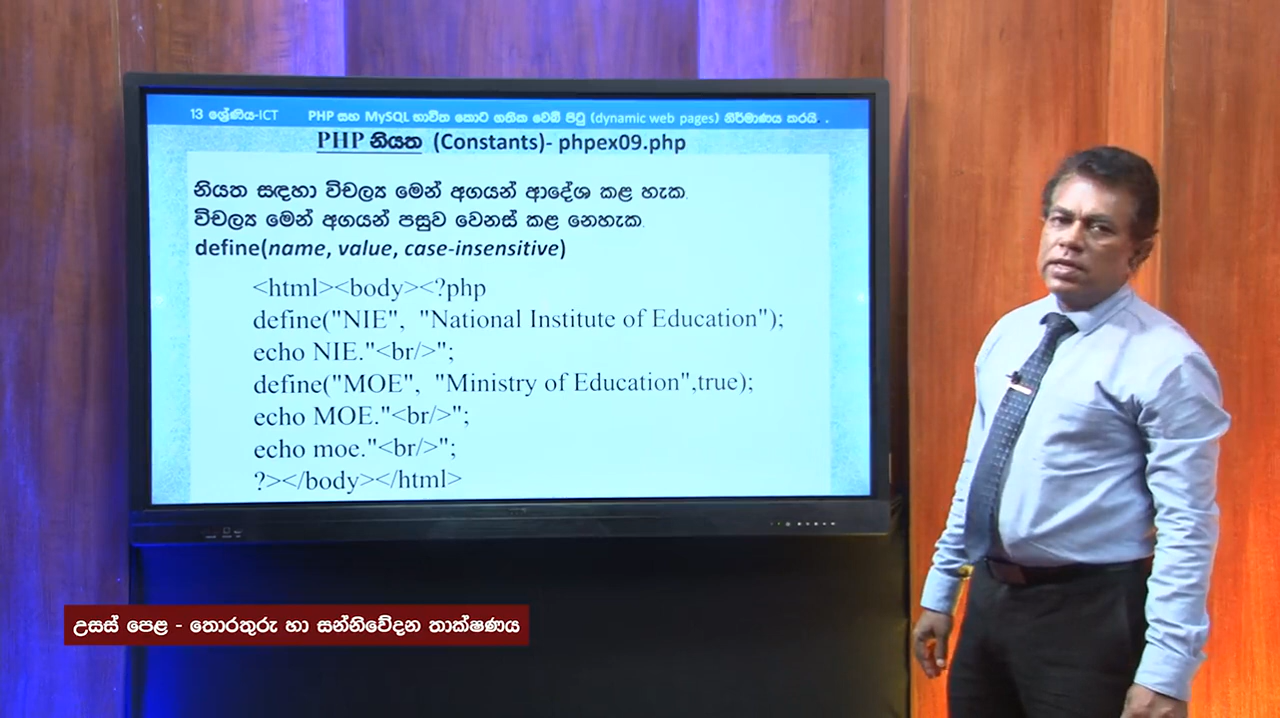 13 ශ්‍රේණිය-ICT PHP සහ MySQL භාවිත කොට ගතික වෙබ් පිටු (dynamic web pages) නිර්මාණය කරයි. .
PHP නියත (Constants)- phpex09.php
නියත සඳහා විචල්‍ය මෙන් අගයන් ආදේශ කළ හැක.
විචල්‍ය මෙන් අගයන් පසුව වෙනස් කළ නෙහැක.
define(name, value, case-insensitive)
<html><body><?php
define("NIE", "National Institute of Education");
echo NIE."<br/>";
define("MOE", "Ministry of Education",true);
echo MOE."<br/>";
echo moe."<br/>";
?></body></html>
උසස් පෙළ - තොරතුරු හා සන්නිවේදන තාක්ෂණය